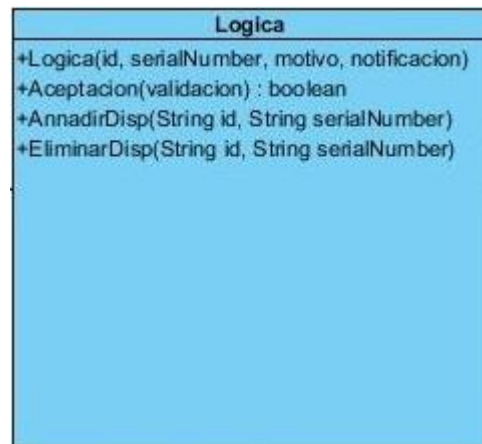 Logica
+Logica(id, serialNumber, motivo, notificacion)
+Aceptacion(validacion) : boolean
+AnnadirDisp(String id, String serialNumber)
+EliminarDisp(String id, String serialNumber)